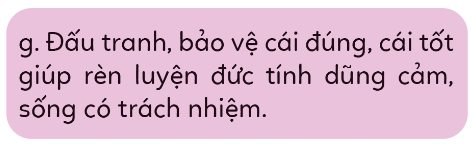 g. Đấu tranh, bảo vệ cái đúng, cái tốt
giúp rèn luyện đức tính dũng cảm,
sống có trách nhiệm.